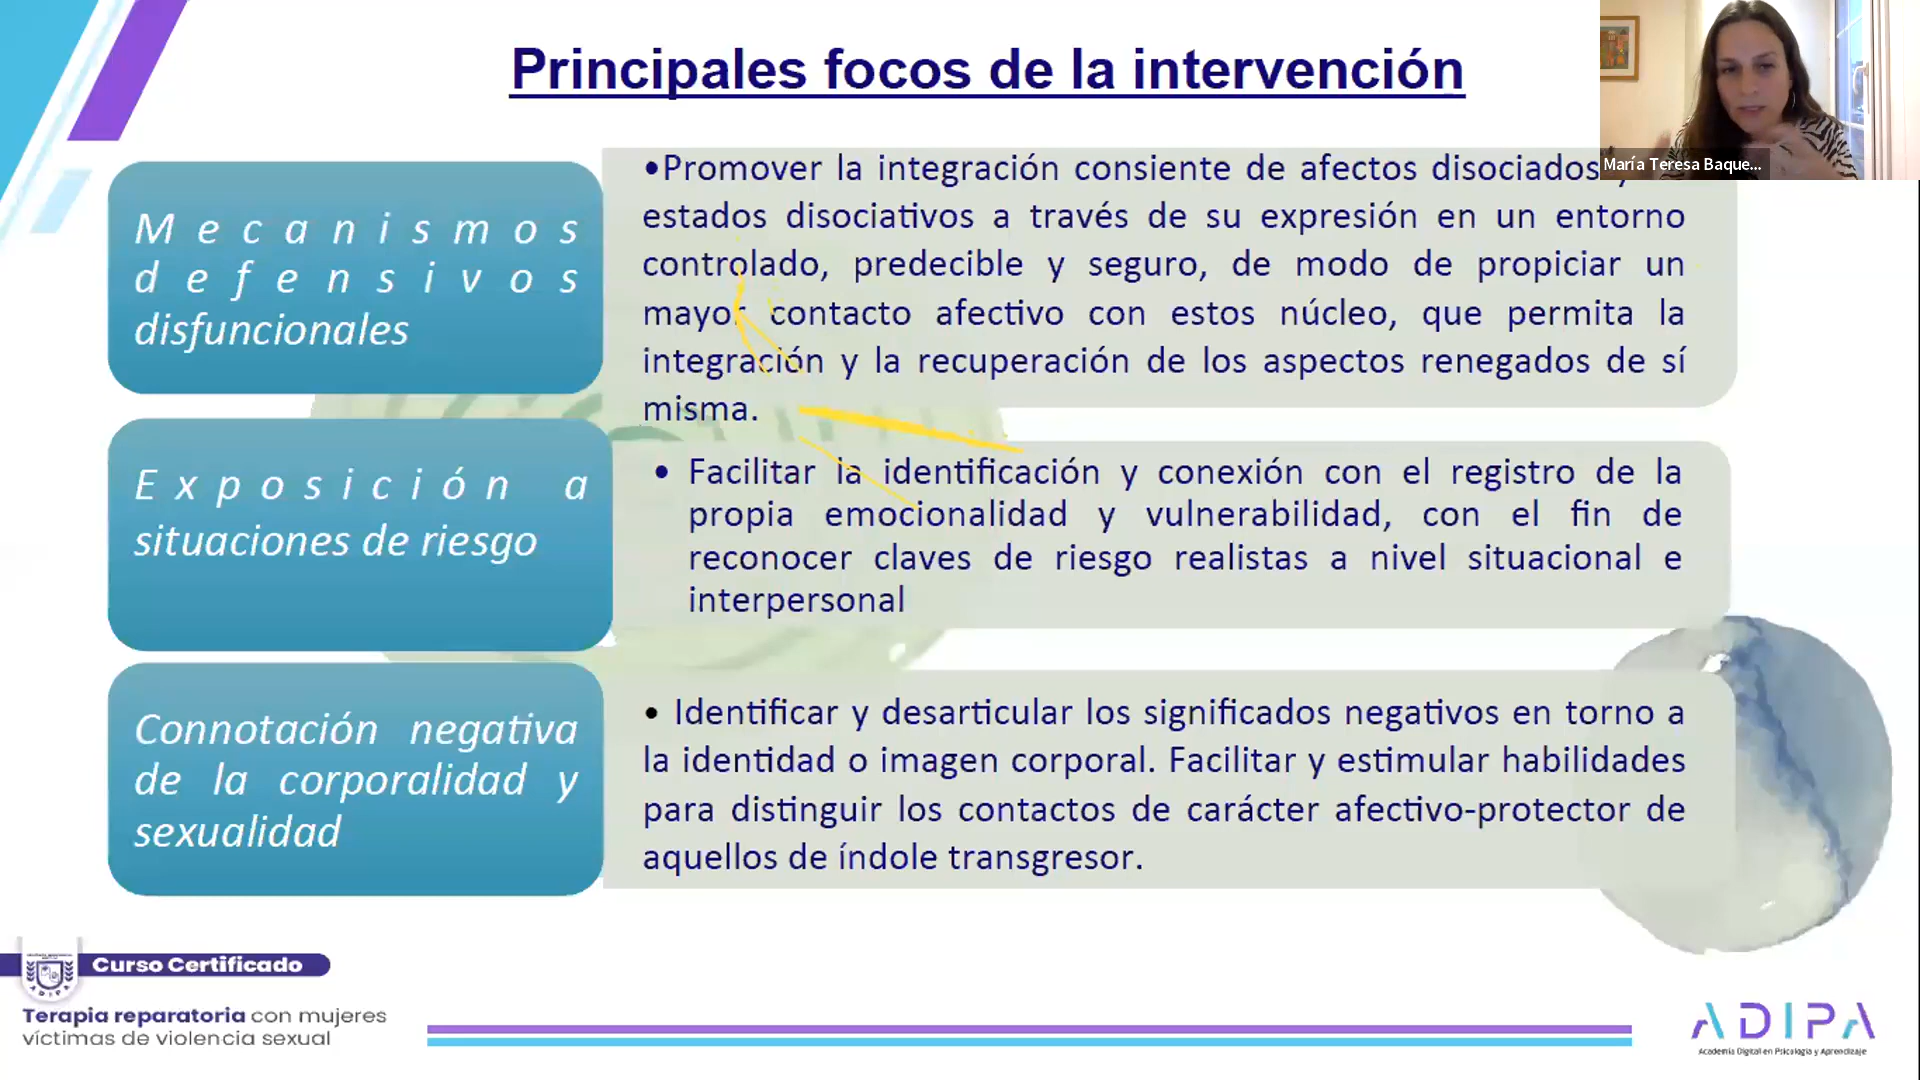 Principales focos de la intervención
María Teresa Baque...
Mecanismos
defensivos
disfuncionales
•Promover la integración consiente de afectos disociados
estados disociativos a través de su expresión en un entorno
controlado, predecible y seguro, de modo de propiciar un
mayor contacto afectivo con estos núcleo, que permita la
integración y la recuperación de los aspectos renegados de sí
misma.
Exposición a
situaciones de riesgo
• Facilitar la identificación y conexión con el registro de la
propia emocionalidad y vulnerabilidad, con el fin de
reconocer claves de riesgo realistas a nivel situacional e
interpersonal
Connotación negativa
de la corporalidad y
sexualidad
• Identificar y desarticular los significados negativos en torno a
la identidad o imagen corporal. Facilitar y estimular habilidades
para distinguir los contactos de carácter afectivo-protector de
aquellos de índole transgresor.
ADIPA
Curso Certificado
Terapia reparatoria con mujeres
víctimas de violencia sexual
ADIPA
Academia Digital en Psicología y Aprendizaje